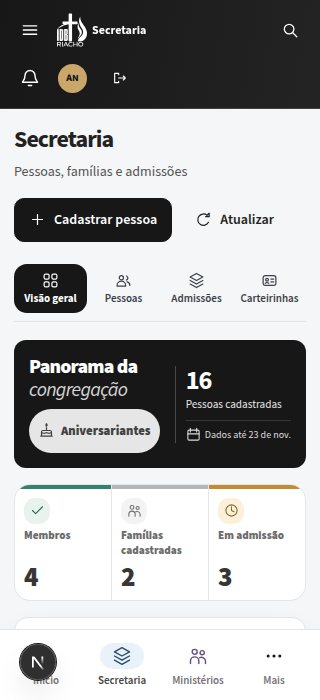 IBB
RIACHO
Secretaria
AN
Secretaria
Pessoas, famílias e admissões
Cadastrar pessoa
Atualizar
Visão geral
Pessoas
Admissões
Carteirinhas
Panorama da
congregação
Aniversariantes
16
Pessoas cadastradas
Dados até 23 de nov.
Membros
4
Famílias
cadastradas
2
Em admissão
3
N
Início
Secretaria
Ministérios
Mais